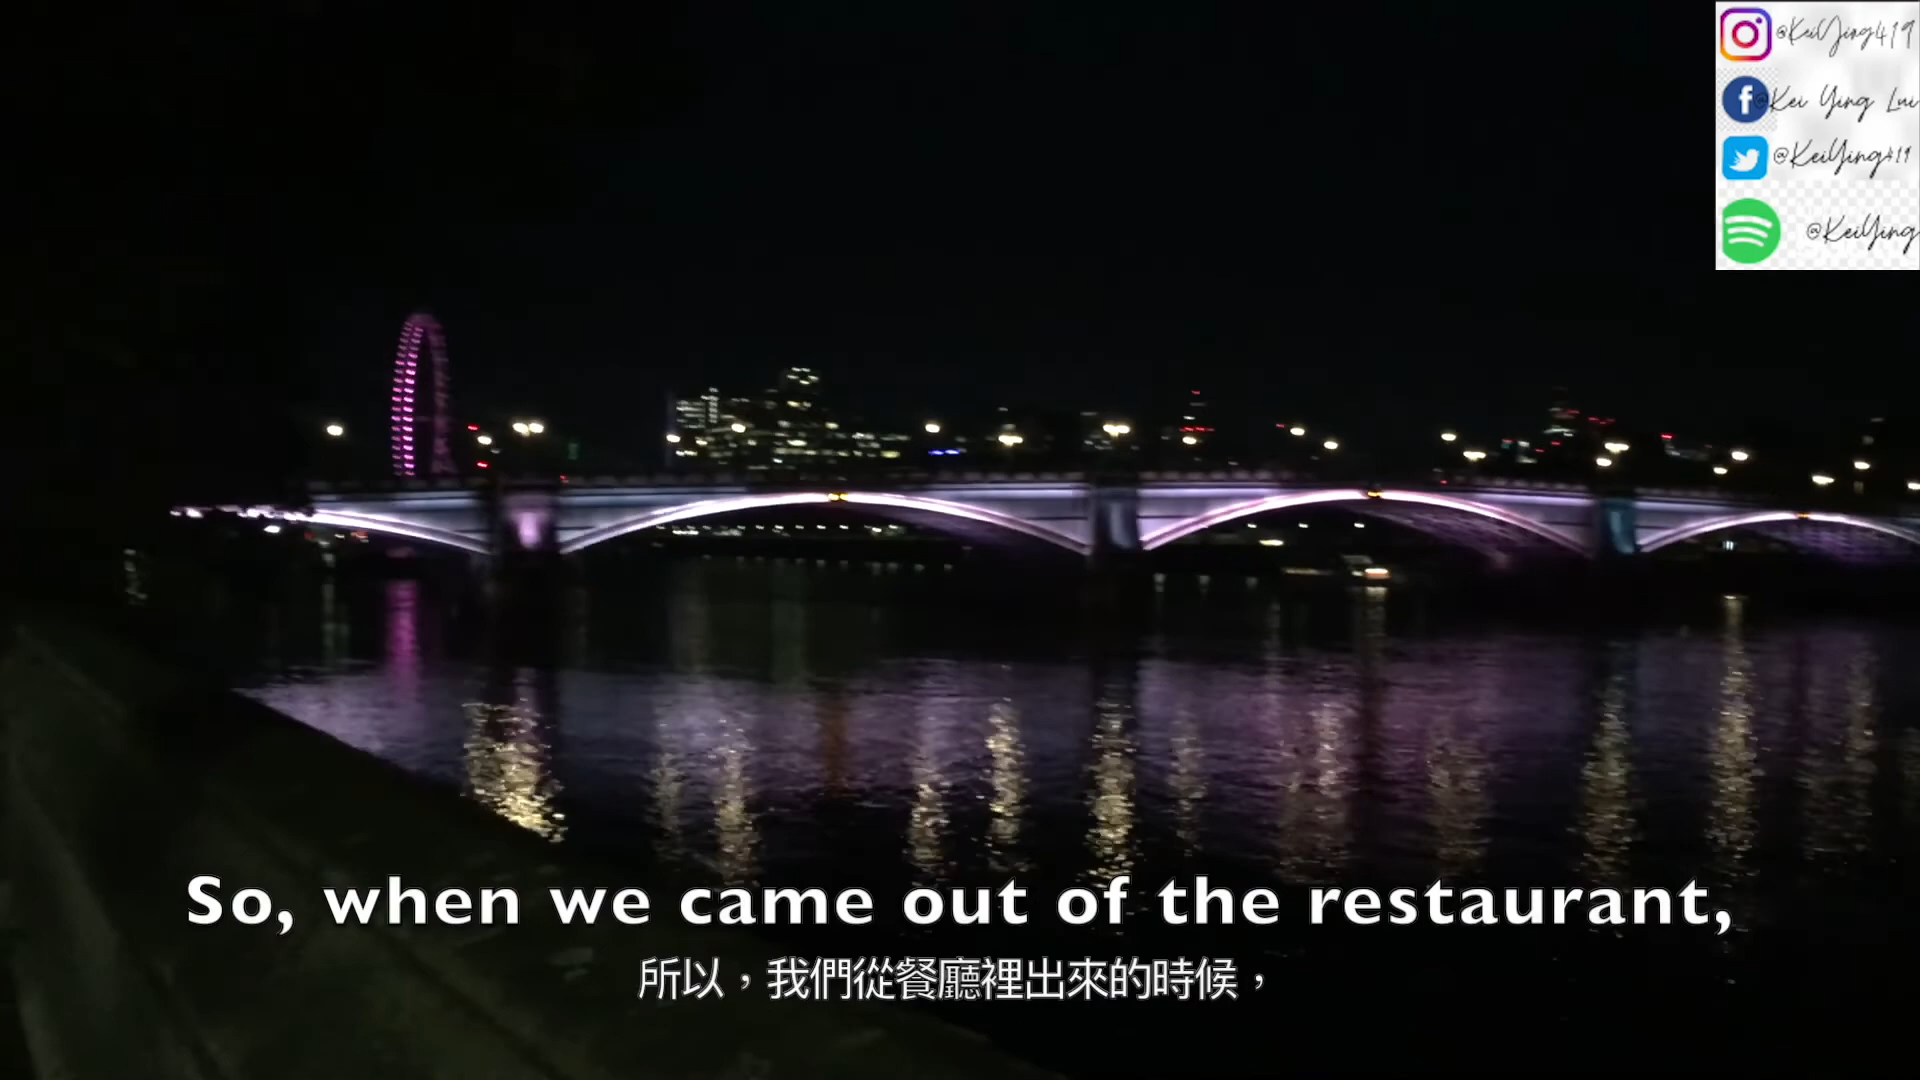 @KeiYing419
@Kei Ying Lui
@KeiYing419
@KeiYing
So, when we came out of the restaurant,
所以，我們從餐廳裡出來的時候，